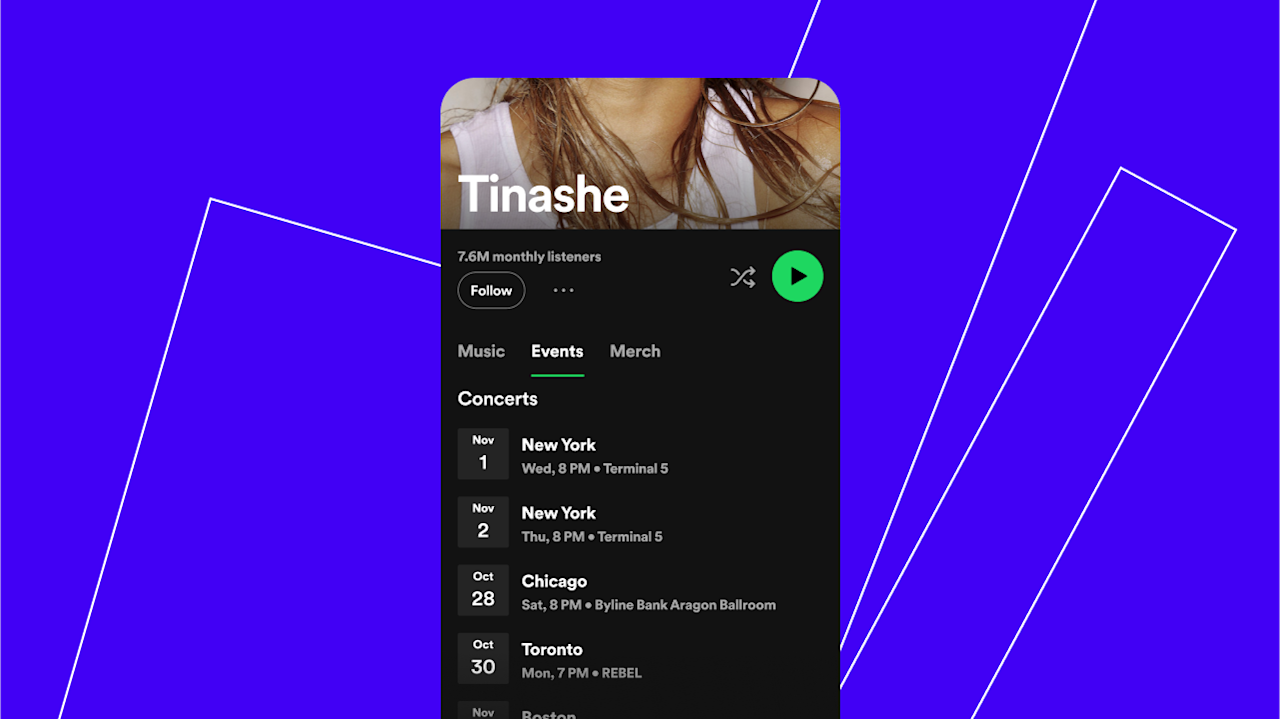 Tinashe
7.6M monthly listeners
Follow
Music Events Merch
Concerts
Nov
1
New York
Wed, 8 PM • Terminal 5
Nov
2
New York
Thu, 8 PM • Terminal 5
Oct
28
Chicago
Sat, 8 PM • Byline Bank Aragon Ballroom
Oct
30
Toronto
Mon, 7 PM • REBEL
Nov
Boston